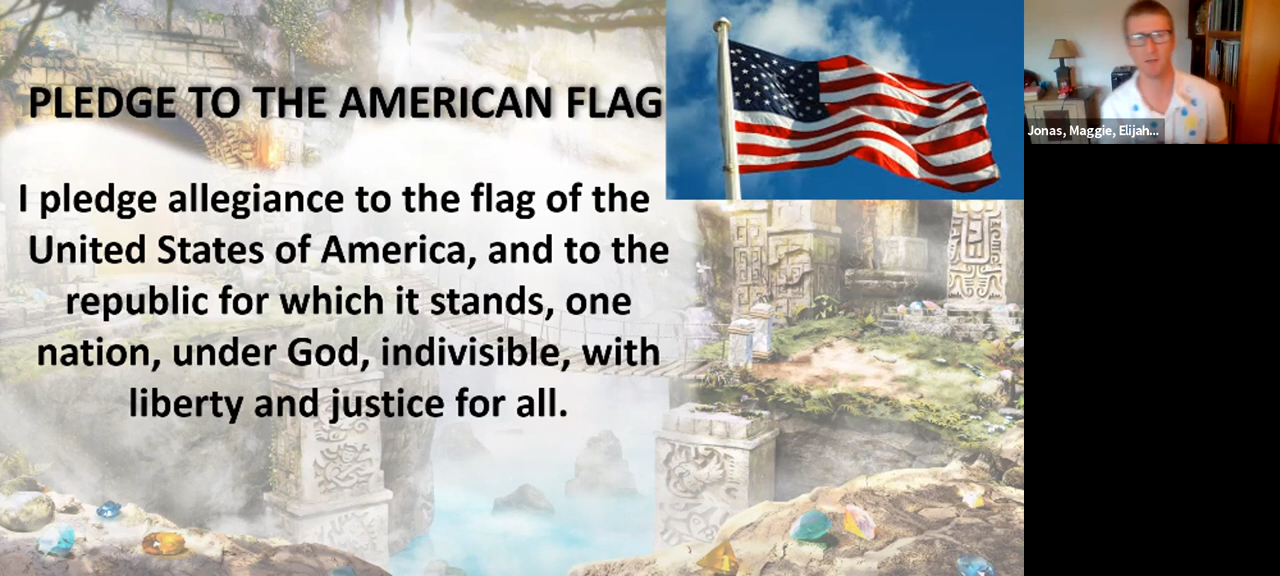 PLEDGE TO THE AMERICAN FLAG
I pledge allegiance to the flag of the
United States of America, and to the
republic for which it stands, one
nation, under God, indivisible, with
liberty and justice for all.
Jonas, Maggie, Elijah...